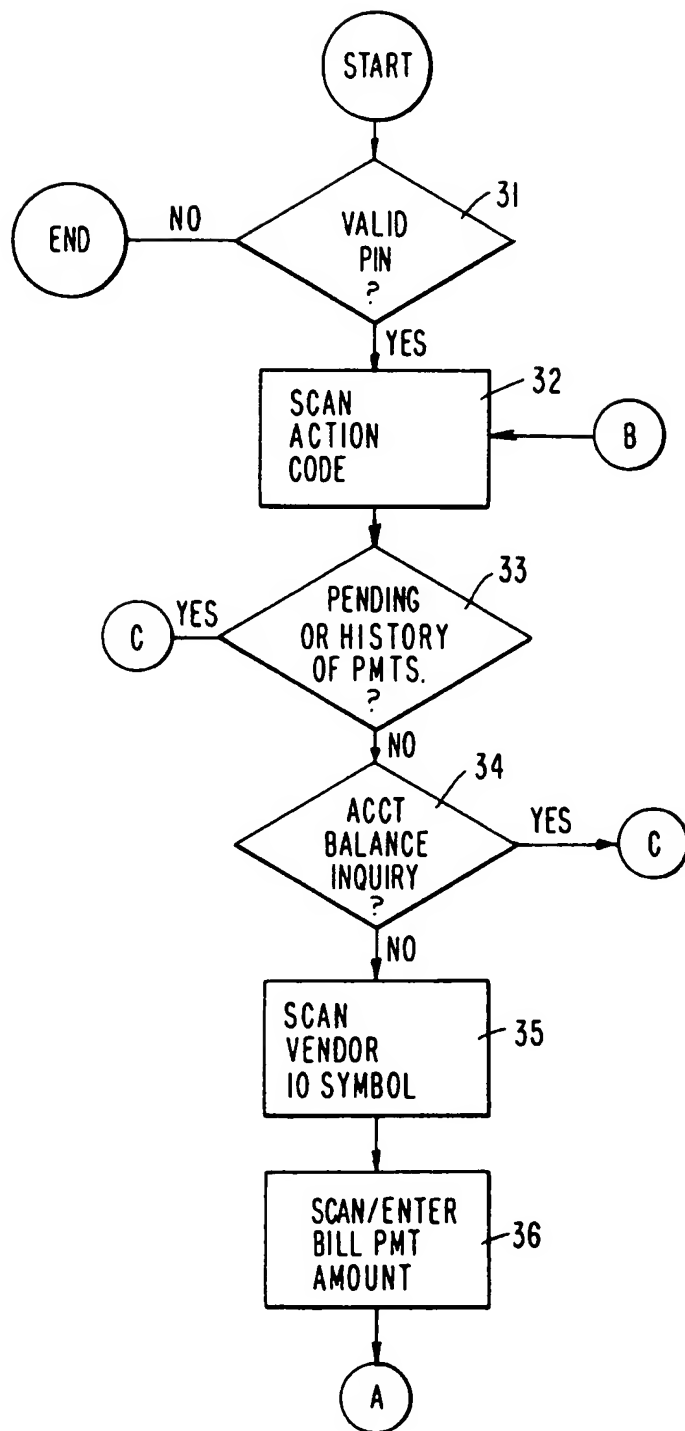 START
31
VALID
PIN
?
NO
END
YES
32
SCAN
ACTION
CODE
B
33
PENDING
OR HISTORY
OF PMTS.
?
YES
C
NO
34
ACCT
BALANCE
INQUIRY
?
YES
C
NO
SCAN
VENDOR
IO SYMBOL
35
SCAN/ENTER
BILL PMT
AMOUNT
36
A